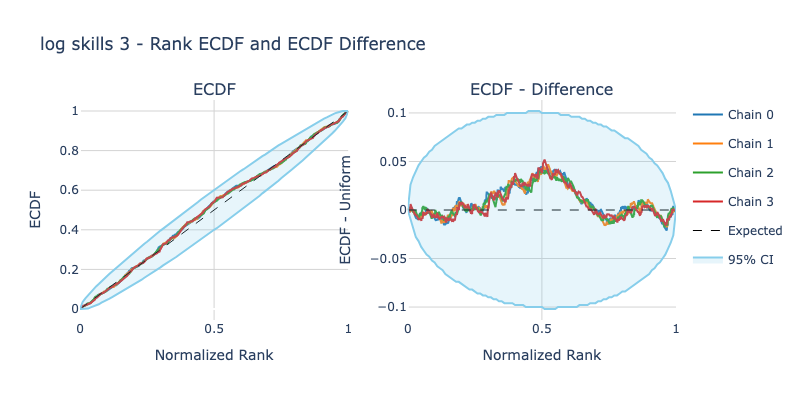 log skills 3 - Rank ECDF and ECDF Difference
ECDF
ECDF
1
0.8
0.6
0.4
0.2
0
0
0.5
1
Normalized Rank
ECDF - Difference
ECDF - Uniform
0.1
0.05
0
−0.05
−0.1
0
0.5
1
Normalized Rank
Chain 0
Chain 1
Chain 2
Chain 3
Expected
95% CI